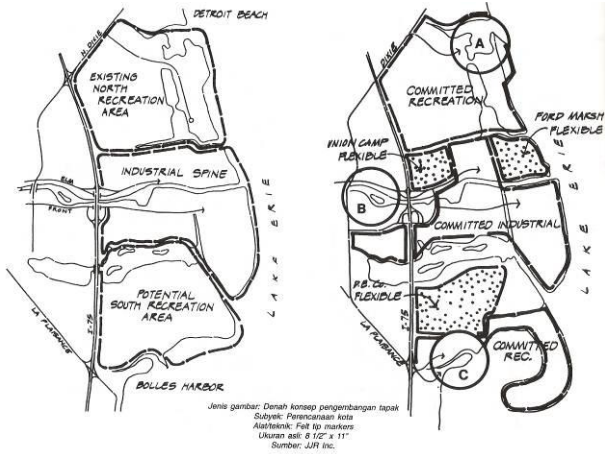 DETROIT BEACH
N. DIXIE
EXISTING
NORTH
RECREATION
AREA
INDUSTRIAL SPINE
ELM
FRONT
LAKE ERIE
POTENTIAL
SOUTH RECREATION
AREA
I-75
LA PLAISANCE
BOLLES HARBOR
DIXIE
A
COMMITTED
RECREATION
FORD MARSH
FLEXIBLE
UNION CAMP
FLEXIBLE
B
COMMITTED INDUSTRIAL
LAKE ERIE
P.E. Co.
FLEXIBLE
I-75
LA PLAISANCE
C
COMMITTED
REC.
Jenis gambar: Denah konsep pengembangan tapak
Subyek: Perencanaan kota
Alat/teknik: Felt tip markers
Ukuran asli: 8 1/2" x 11"
Sumber: JJR Inc.